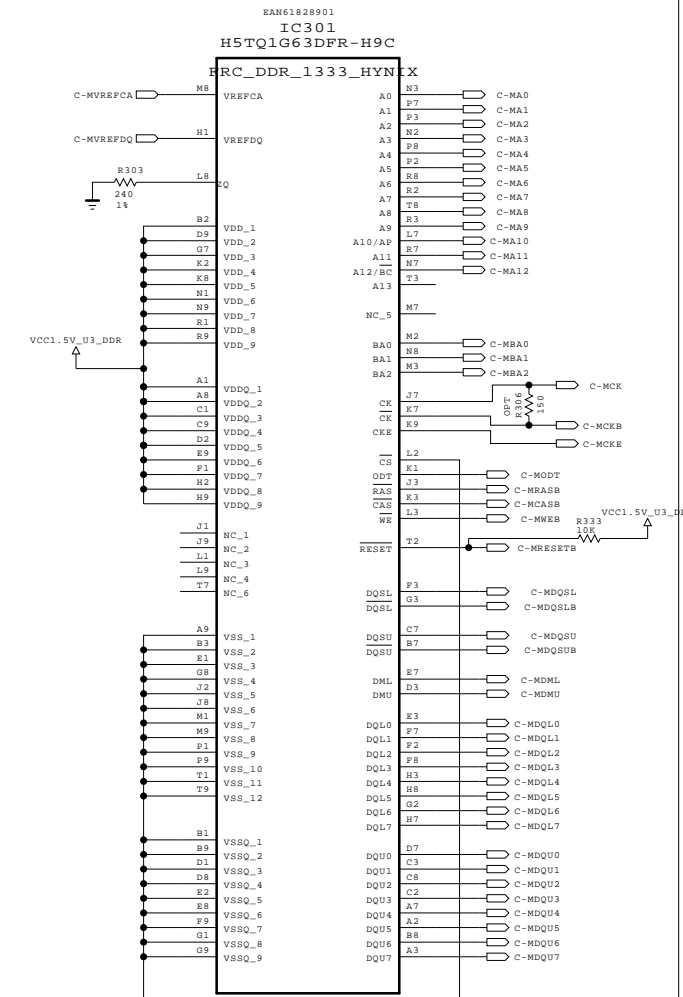 EAN61828901
IC301
H5TQ1G63DFR-H9C
FRC_DDR_1333_HYNIX
C-MVREFCA M8 VREFCA
C-MVREFDQ H1 VREFDQ
R303
L8 ZQ
240
1%
B2 VDD_1
D9 VDD_2
G7 VDD_3
K2 VDD_4
K8 VDD_5
N1 VDD_6
N9 VDD_7
R1 VDD_8
R9 VDD_9
VCC1.5V_U3_DDR
A1 VDDQ_1
A8 VDDQ_2
C1 VDDQ_3
C9 VDDQ_4
D2 VDDQ_5
E9 VDDQ_6
F1 VDDQ_7
H2 VDDQ_8
H9 VDDQ_9
J1 NC_1
J9 NC_2
L1 NC_3
L9 NC_4
T7 NC_6
A9 VSS_1
B3 VSS_2
E1 VSS_3
G8 VSS_4
J2 VSS_5
J8 VSS_6
M1 VSS_7
M9 VSS_8
P1 VSS_9
P9 VSS_10
T1 VSS_11
T9 VSS_12
B1 VSSQ_1
B9 VSSQ_2
D1 VSSQ_3
D8 VSSQ_4
E2 VSSQ_5
E8 VSSQ_6
F9 VSSQ_7
G1 VSSQ_8
G9 VSSQ_9
A0 N3 C-MA0
A1 P7 C-MA1
A2 P3 C-MA2
A3 N2 C-MA3
A4 P8 C-MA4
A5 P2 C-MA5
A6 R8 C-MA6
A7 R2 C-MA7
A8 T8 C-MA8
A9 R3 C-MA9
A10/AP L7 C-MA10
A11 R7 C-MA11
A12/BC N7 C-MA12
A13 T3
NC_5 M7
BA0 M2 C-MBA0
BA1 N8 C-MBA1
BA2 M3 C-MBA2
CK J7 C-MCK
CK K7 C-MCKB
CKE K9 C-MCKE
OPT
R306
150
CS L2
ODT K1 C-MODT
RAS J3 C-MRASB
CAS K3 C-MCASB
WE L3 C-MWEB
R333
10K
VCC1.5V_U3_D
RESET T2 C-MRESETB
DQSL F3 C-MDQSL
DQSL G3 C-MDQSLB
DQSU C7 C-MDQSU
DQSU B7 C-MDQSUB
DML E7 C-MDML
DMU D3 C-MDMU
DQL0 E3 C-MDQL0
DQL1 F7 C-MDQL1
DQL2 F2 C-MDQL2
DQL3 F8 C-MDQL3
DQL4 H3 C-MDQL4
DQL5 H8 C-MDQL5
DQL6 G2 C-MDQL6
DQL7 H7 C-MDQL7
DQU0 D7 C-MDQU0
DQU1 C3 C-MDQU1
DQU2 C8 C-MDQU2
DQU3 C2 C-MDQU3
DQU4 A7 C-MDQU4
DQU5 A2 C-MDQU5
DQU6 B8 C-MDQU6
DQU7 A3 C-MDQU7